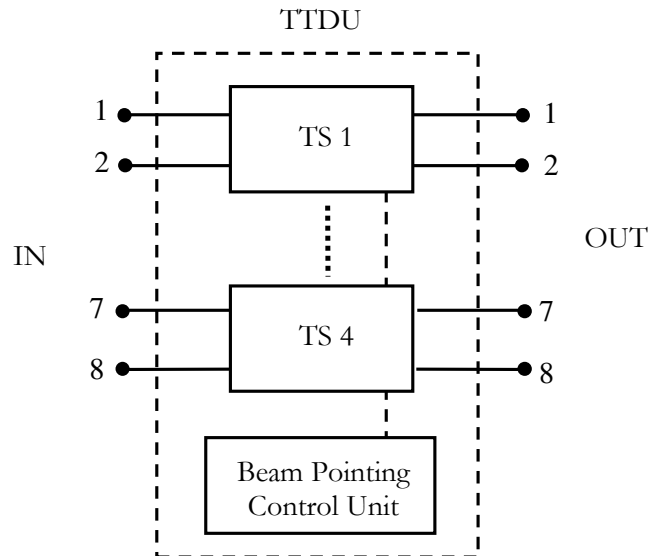 TTDU
1
TS 1
1
2
2
IN
OUT
7
TS 4
7
8
8
Beam Pointing
Control Unit